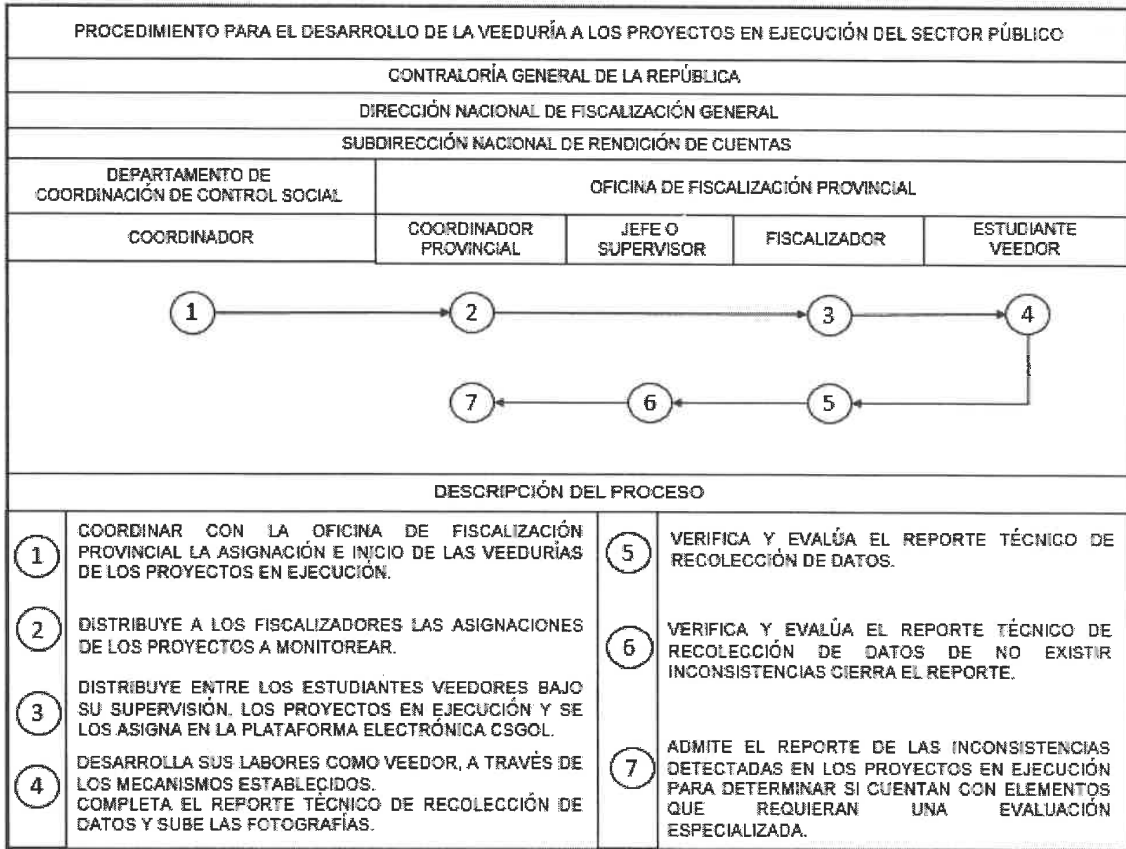 PROCEDIMIENTO PARA EL DESARROLLO DE LA VEEDURÍA A LOS PROYECTOS EN EJECUCIÓN DEL SECTOR PÚBLICO
CONTRALORÍA GENERAL DE LA REPÚBLICA
DIRECCIÓN NACIONAL DE FISCALIZACIÓN GENERAL
SUBDIRECCIÓN NACIONAL DE RENDICIÓN DE CUENTAS
DEPARTAMENTO DE
COORDINACIÓN DE CONTROL SOCIAL
OFICINA DE FISCALIZACIÓN PROVINCIAL
COORDINADOR
COORDINADOR
PROVINCIAL
JEFE O
SUPERVISOR
FISCALIZADOR
ESTUDIANTE
VEEDOR
1
2
3
4
7
6
5
DESCRIPCIÓN DEL PROCESO
1
COORDINAR CON LA OFICINA DE FISCALIZACIÓN
PROVINCIAL LA ASIGNACIÓN E INICIO DE LAS VEEDURÍAS
DE LOS PROYECTOS EN EJECUCIÓN.
2
DISTRIBUYE A LOS FISCALIZADORES LAS ASIGNACIONES
DE LOS PROYECTOS A MONITOREAR.
3
DISTRIBUYE ENTRE LOS ESTUDIANTES VEEDORES BAJO
SU SUPERVISIÓN. LOS PROYECTOS EN EJECUCIÓN Y SE
LOS ASIGNA EN LA PLATAFORMA ELECTRÓNICA CSGOL.
4
DESARROLLA SUS LABORES COMO VEEDOR, A TRAVÉS DE
LOS MECANISMOS ESTABLECIDOS.
COMPLETA EL REPORTE TÉCNICO DE RECOLECCIÓN DE
DATOS Y SUBE LAS FOTOGRAFÍAS.
5
VERIFICA Y EVALÚA EL REPORTE TÉCNICO DE
RECOLECCIÓN DE DATOS.
6
VERIFICA Y EVALÚA EL REPORTE TÉCNICO DE
RECOLECCIÓN DE DATOS DE NO EXISTIR
INCONSISTENCIAS CIERRA EL REPORTE.
7
ADMITE EL REPORTE DE LAS INCONSISTENCIAS
DETECTADAS EN LOS PROYECTOS EN EJECUCIÓN
PARA DETERMINAR SI CUENTAN CON ELEMENTOS
QUE REQUIERAN UNA EVALUACIÓN
ESPECIALIZADA.